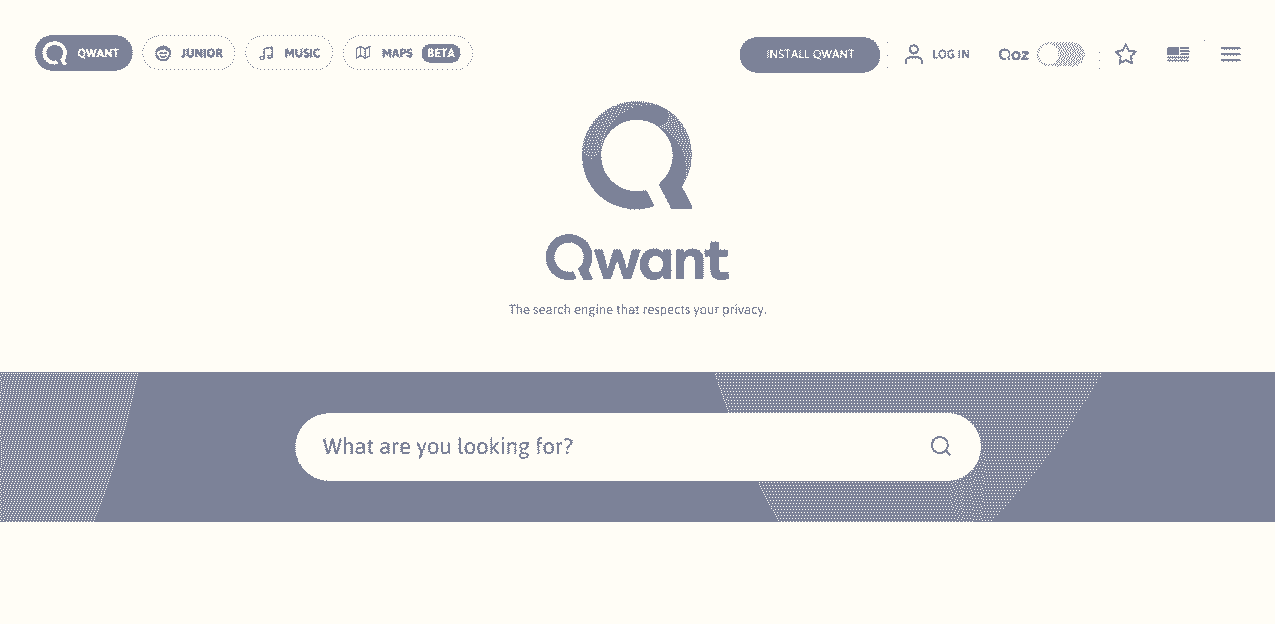 QWANT JUNIOR MUSIC MAPS BETA INSTALL QWANT LOG IN Qoz
Qwant
The search engine that respects your privacy.
What are you looking for?